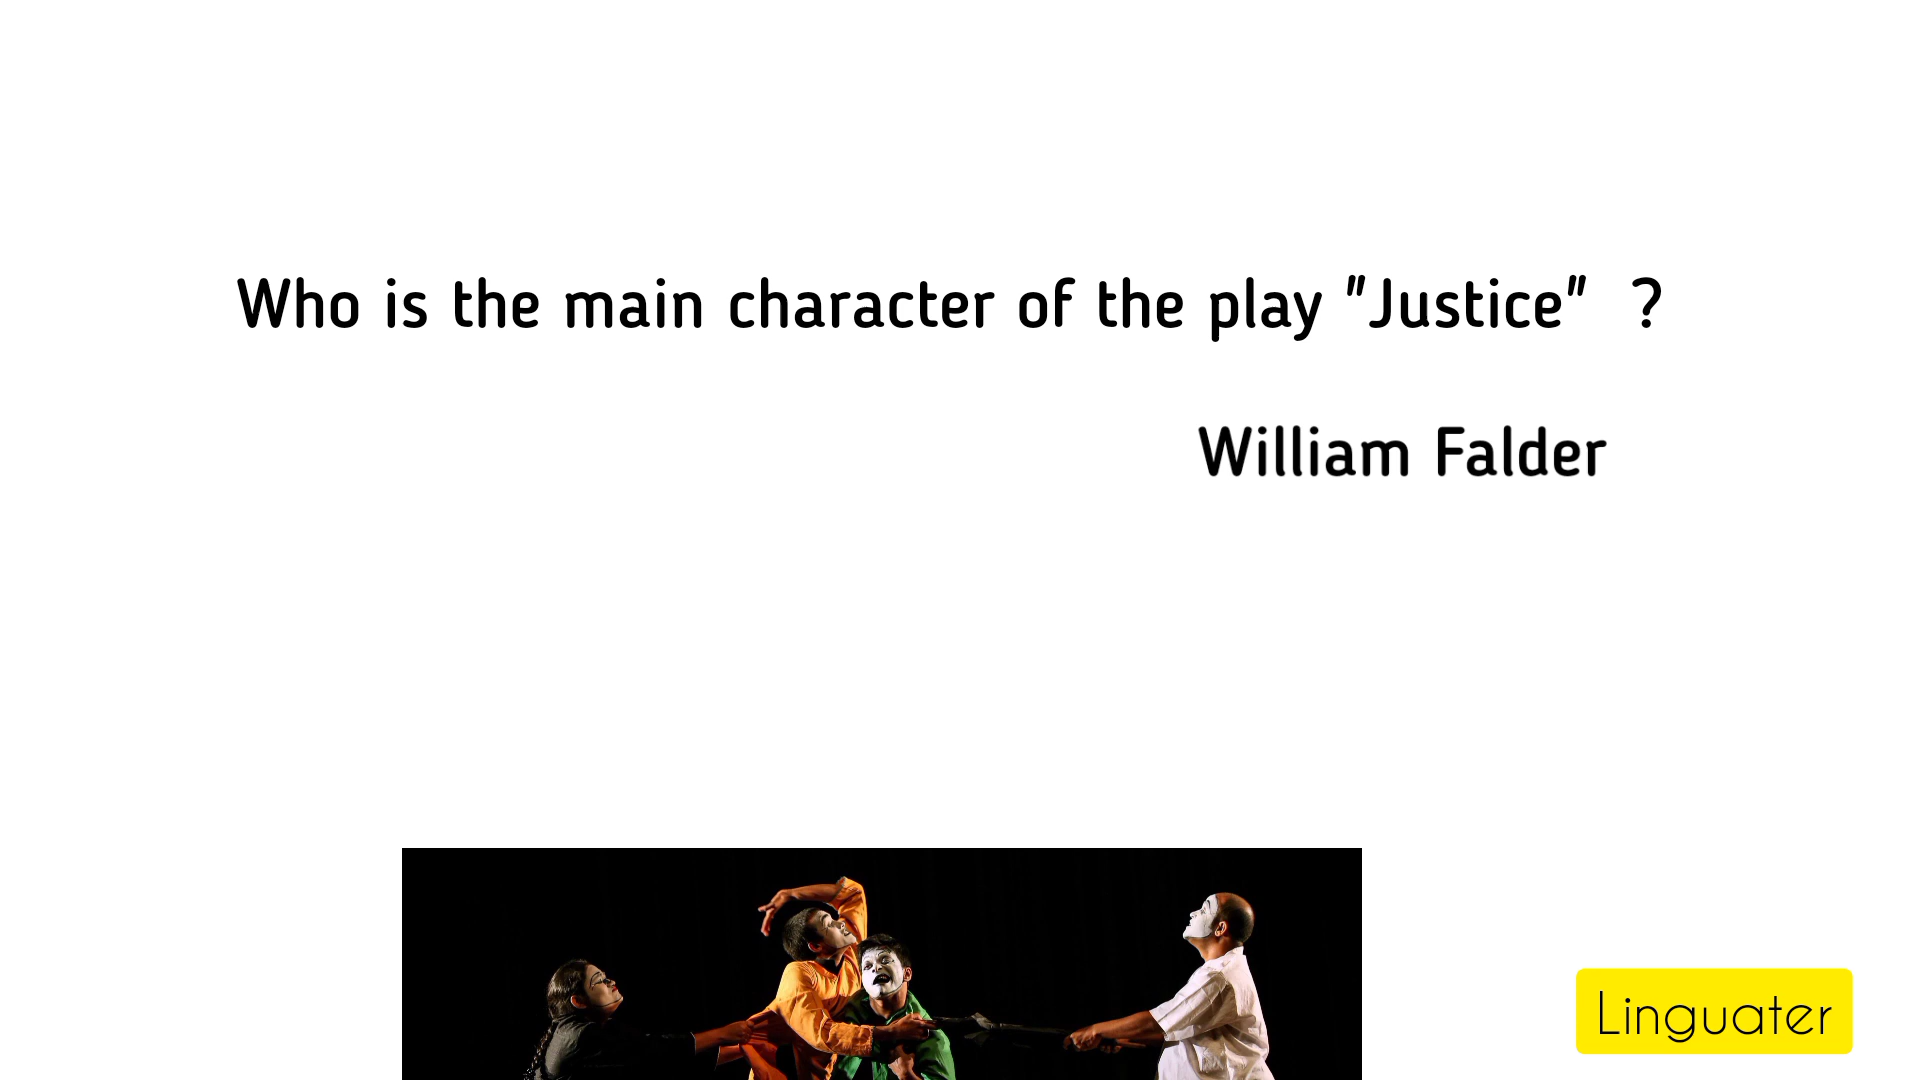 Who is the main character of the play "Justice"  ?
William Falder
Linguater